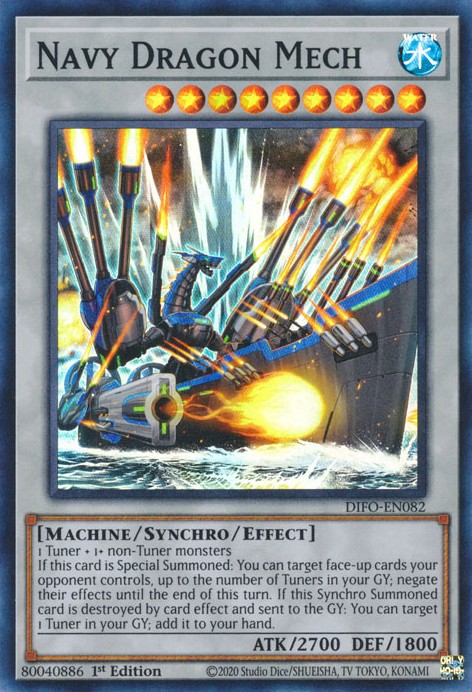 NAVY DRAGON MECH
WATER
水
DIFO-EN082
[MACHINE/SYNCHRO/EFFECT]
1 Tuner + 1+ non-Tuner monsters
If this card is Special Summoned: You can target face-up cards your
opponent controls, up to the number of Tuners in your GY; negate
their effects until the end of this turn. If this Synchro Summoned
card is destroyed by card effect and sent to the GY: You can target
1 Tuner in your GY; add it to your hand.
ATK/2700 DEF/1800
80040886 1st Edition ©2020 Studio Dice/SHUEISHA, TV TOKYO, KONAMI